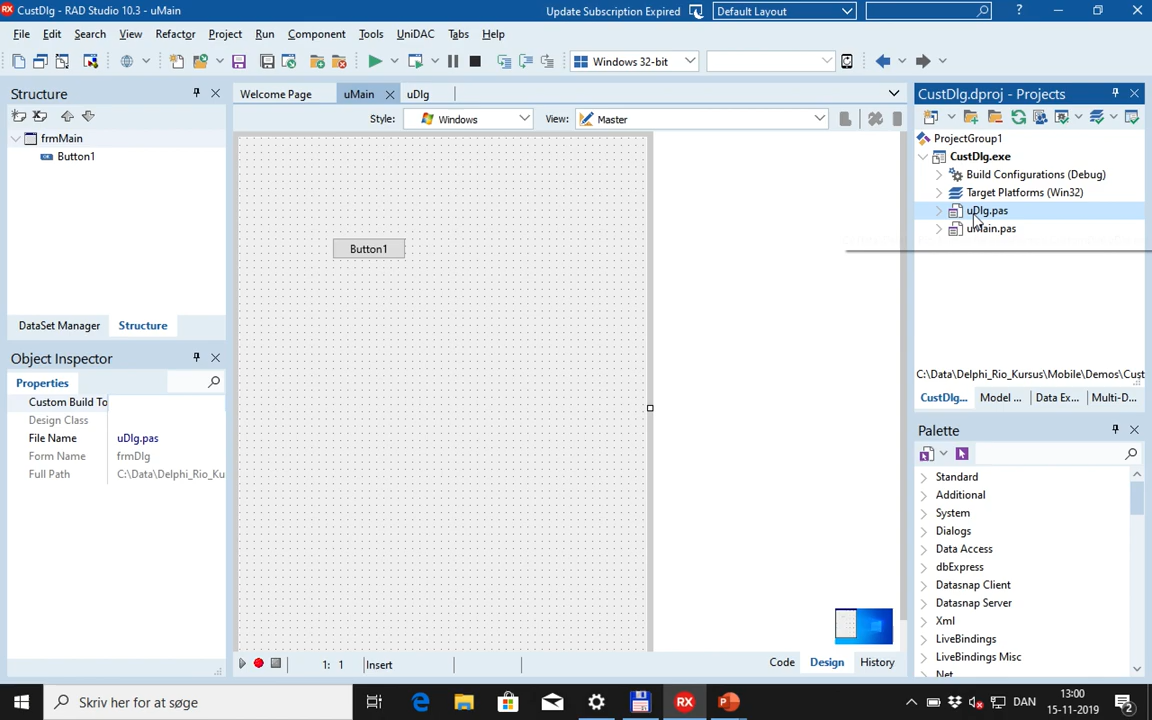 CustDlg - RAD Studio 10.3 - uMain
Update Subscription Expired
Default Layout
File Edit Search View Refactor Project Run Component Tools UniDAC Tabs Help
Windows 32-bit
Structure
frmMain
Button1
DataSet Manager Structure
Object Inspector
Properties
Custom Build To
Design Class
File Name uDlg.pas
Form Name frmDlg
Full Path C:\Data\Delphi_Rio_Ku
Welcome Page uMain uDlg
Style: Windows View: Master
Button1
1: 1 Insert
Code Design History
CustDlg.dproj - Projects
ProjectGroup1
CustDlg.exe
Build Configurations (Debug)
Target Platforms (Win32)
uDlg.pas
uMain.pas
C:\Data\Delphi_Rio_Kursus\Mobile\Demos\Cust
CustDlg... Model ... Data Ex... Multi-D...
Palette
Standard
Additional
System
Dialogs
Data Access
dbExpress
Datasnap Client
Datasnap Server
Xml
LiveBindings
LiveBindings Misc
Net
Skriv her for at søge
DAN
13:00
15-11-2019
2